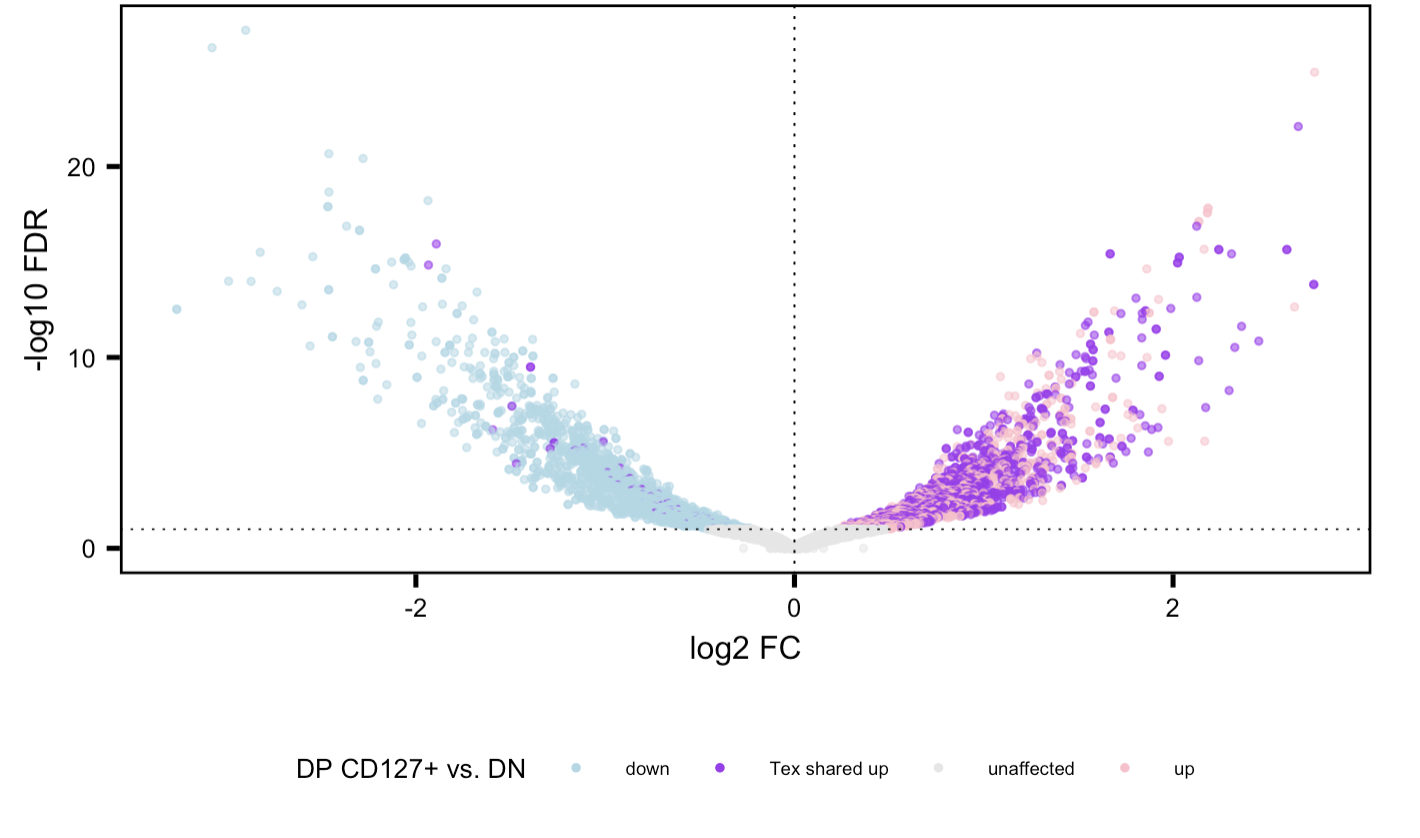 -log10 FDR
20
10
0
-2 0 2
log2 FC
DP CD127+ vs. DN down Tex shared up unaffected up